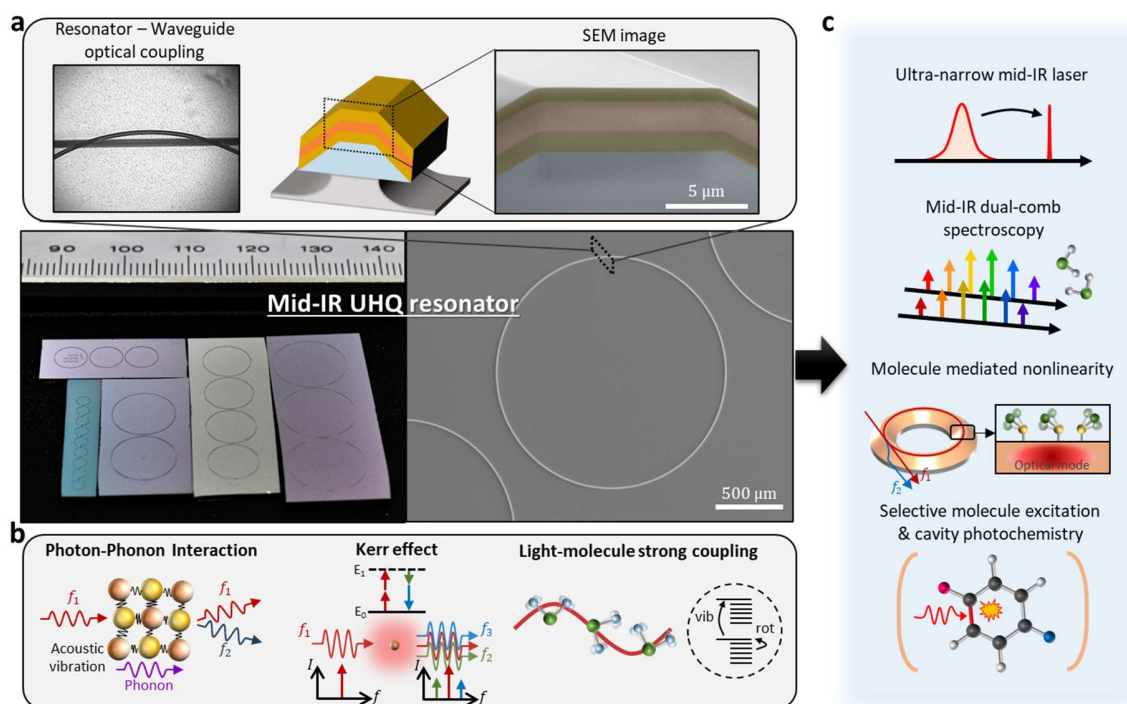 a
Resonator – Waveguide
optical coupling
SEM image
5 μm
90 100 110 120 130 140
Mid-IR UHQ resonator
500 μm
b
Photon-Phonon Interaction
f1
f1
f2
Acoustic
vibration
Phonon
Kerr effect
E1
E0
f1
f3
f2
I
f
I
f
Light-molecule strong coupling
vib
rot
c
Ultra-narrow mid-IR laser
Mid-IR dual-comb
spectroscopy
Molecule mediated nonlinearity
Optical mode
f2
f1
Selective molecule excitation
& cavity photochemistry